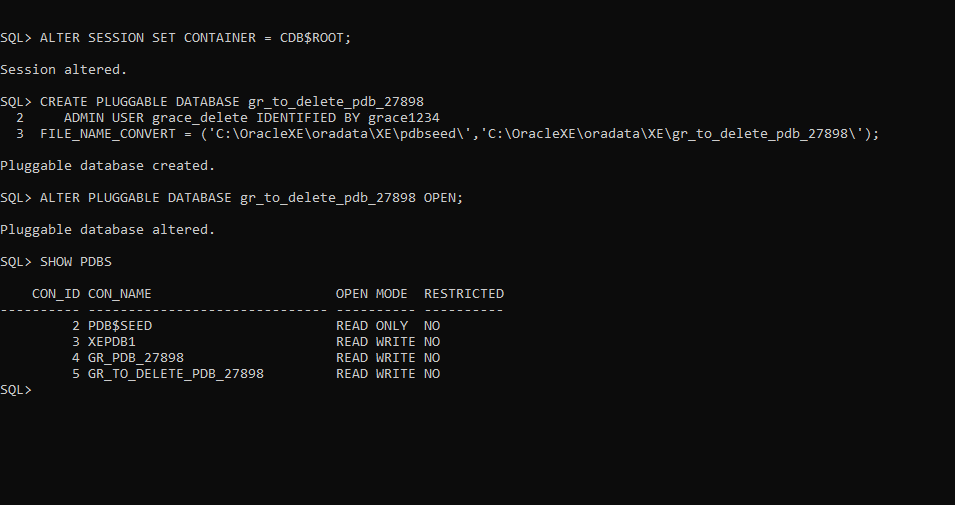 SQL> ALTER SESSION SET CONTAINER = CDB$ROOT;
Session altered.
SQL> CREATE PLUGGABLE DATABASE gr_to_delete_pdb_27898
  2     ADMIN USER grace_delete IDENTIFIED BY grace1234
  3  FILE_NAME_CONVERT = ('C:\OracleXE\oradata\XE\pdbseed\','C:\OracleXE\oradata\XE\gr_to_delete_pdb_27898\');
Pluggable database created.
SQL> ALTER PLUGGABLE DATABASE gr_to_delete_pdb_27898 OPEN;
Pluggable database altered.
SQL> SHOW PDBS
    CON_ID CON_NAME                       OPEN MODE  RESTRICTED
---------- ------------------------------ ---------- ----------
         2 PDB$SEED                       READ ONLY  NO
         3 XEPDB1                         READ WRITE NO
         4 GR_PDB_27898                   READ WRITE NO
         5 GR_TO_DELETE_PDB_27898         READ WRITE NO
SQL>